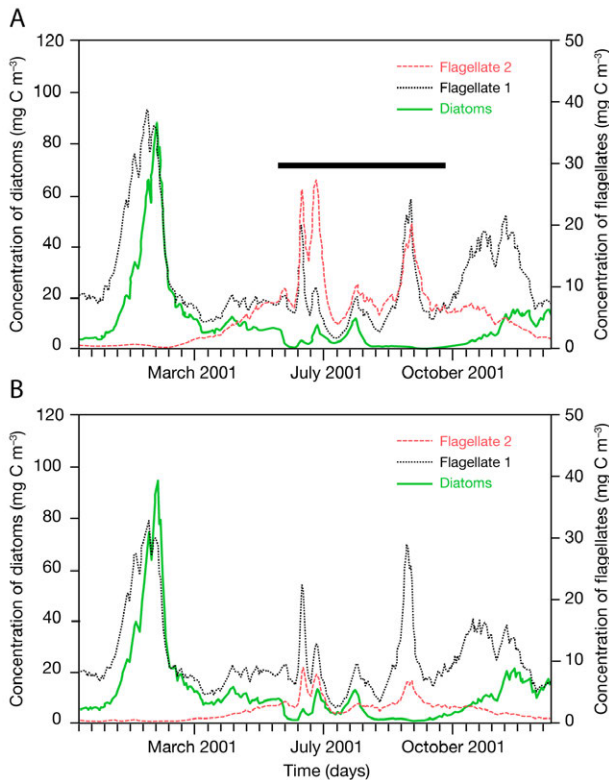 A
120
100
80
60
40
20
0
50
40
30
20
10
0
Concentration of diatoms (mg C m⁻³)
Concentration of flagellates (mg C m⁻³)
Flagellate 2
Flagellate 1
Diatoms
March 2001
July 2001
October 2001
B
120
100
80
60
40
20
0
50
40
30
20
10
0
Concentration of diatoms (mg C m⁻³)
Concentration of flagellates (mg C m⁻³)
Flagellate 2
Flagellate 1
Diatoms
March 2001
July 2001
October 2001
Time (days)